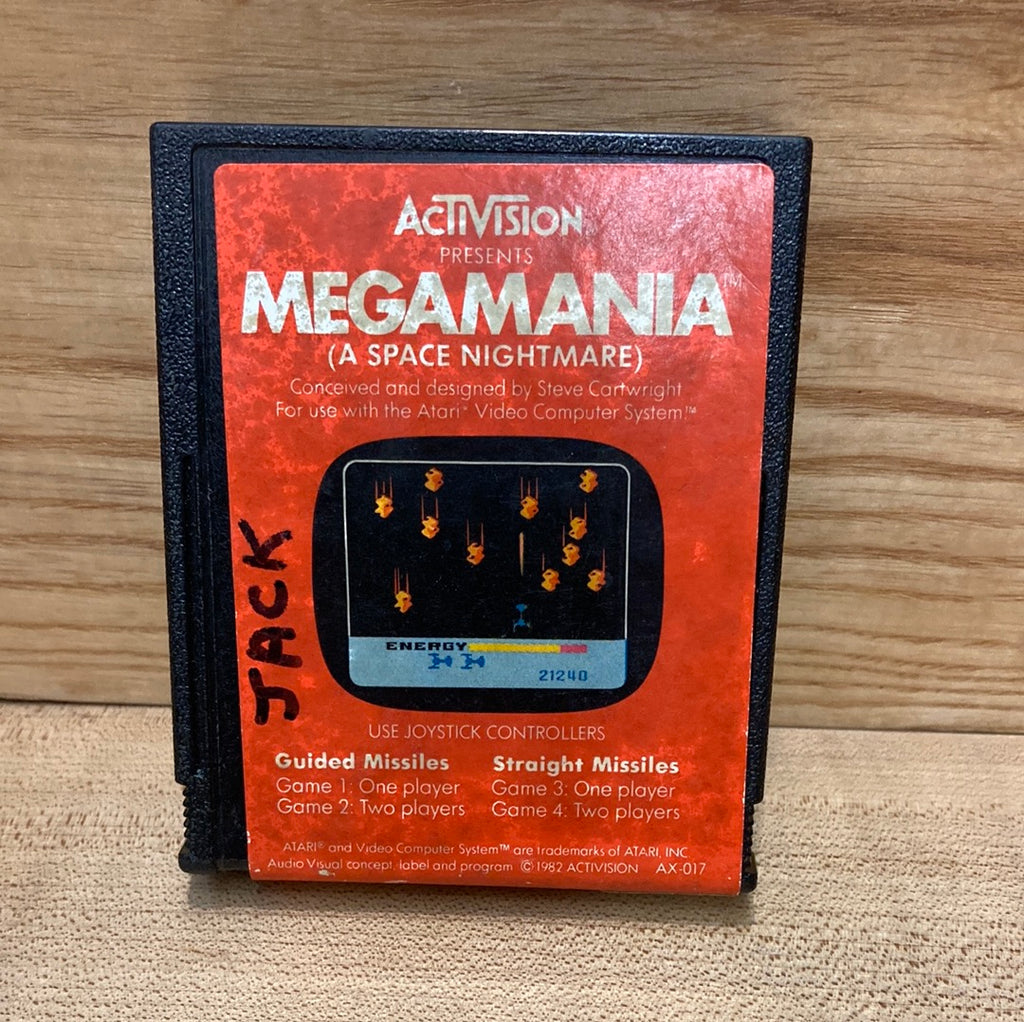 ACTIVISION
PRESENTS
MEGAMANIA™
(A SPACE NIGHTMARE)
Conceived and designed by Steve Cartwright
For use with the Atari® Video Computer System.™
ENERGY
21240
JACK
USE JOYSTICK CONTROLLERS
Guided Missiles Straight Missiles
Game 1: One player Game 3: One player
Game 2: Two players Game 4: Two players
ATARI® and Video Computer System™ are trademarks of ATARI, INC
Audio Visual concept, label and program © 1982 ACTIVISION AX-017